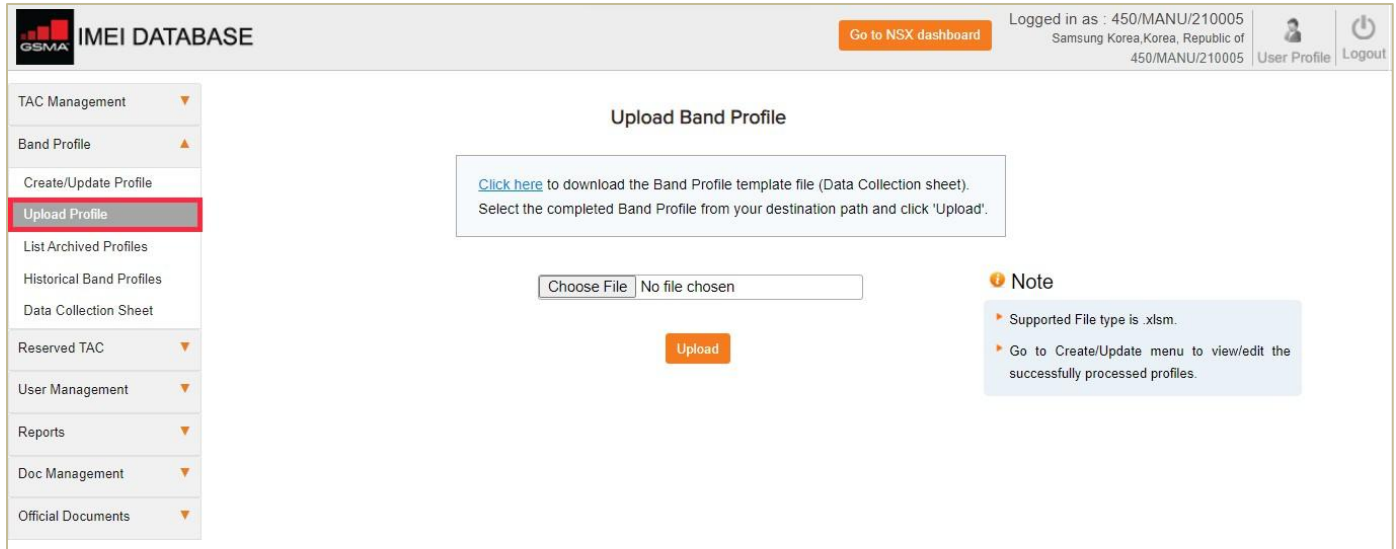 GSMA
IMEI DATABASE
Go to NSX dashboard
Logged in as : 450/MANU/210005
Samsung Korea,Korea, Republic of
450/MANU/210005
User Profile
Logout
TAC Management
Band Profile
Create/Update Profile
Upload Profile
List Archived Profiles
Historical Band Profiles
Data Collection Sheet
Reserved TAC
User Management
Reports
Doc Management
Official Documents
Upload Band Profile
Click here to download the Band Profile template file (Data Collection sheet).
Select the completed Band Profile from your destination path and click 'Upload'.
Choose File No file chosen
Upload
Note
Supported File type is .xlsm.
Go to Create/Update menu to view/edit the
successfully processed profiles.